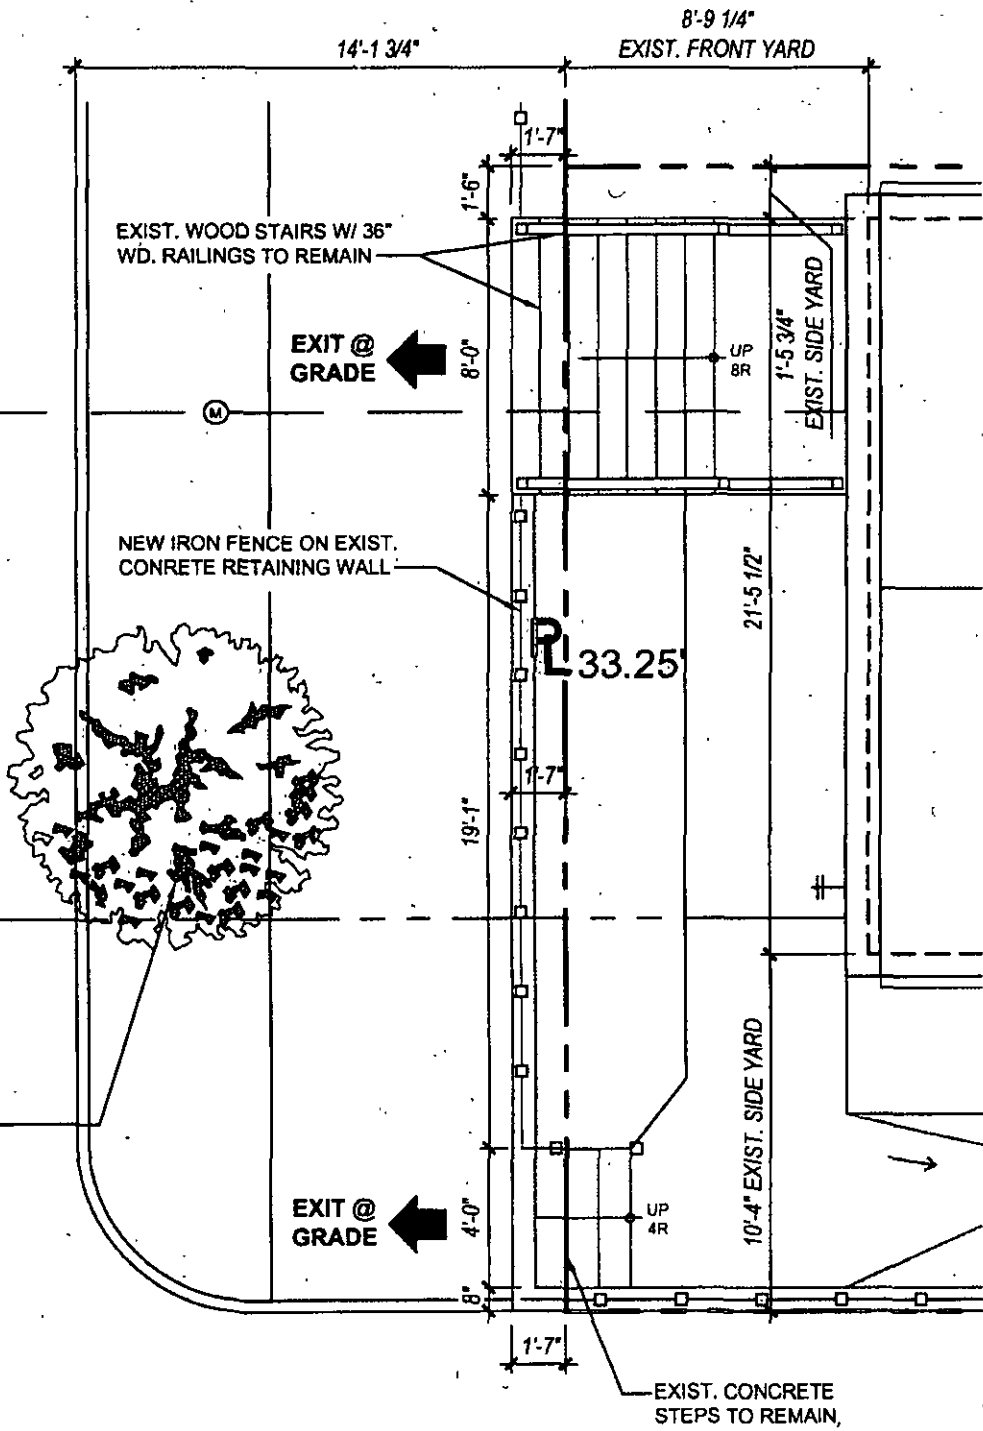 8'-9 1/4"
14'-1 3/4"
EXIST. FRONT YARD
1'-7"
1'-6"
EXIST. WOOD STAIRS W/ 36"
WD. RAILINGS TO REMAIN
EXIT @
GRADE
8'-0"
UP
8R
1'-5 3/4"
EXIST. SIDE YARD
M
NEW IRON FENCE ON EXIST.
CONRETE RETAINING WALL
21'-5 1/2"
PL 33.25'
1'-7"
19'-1"
10'-4" EXIST. SIDE YARD
EXIT @
GRADE
4'-0"
UP
4R
8"
1'-7"
EXIST. CONCRETE
STEPS TO REMAIN,